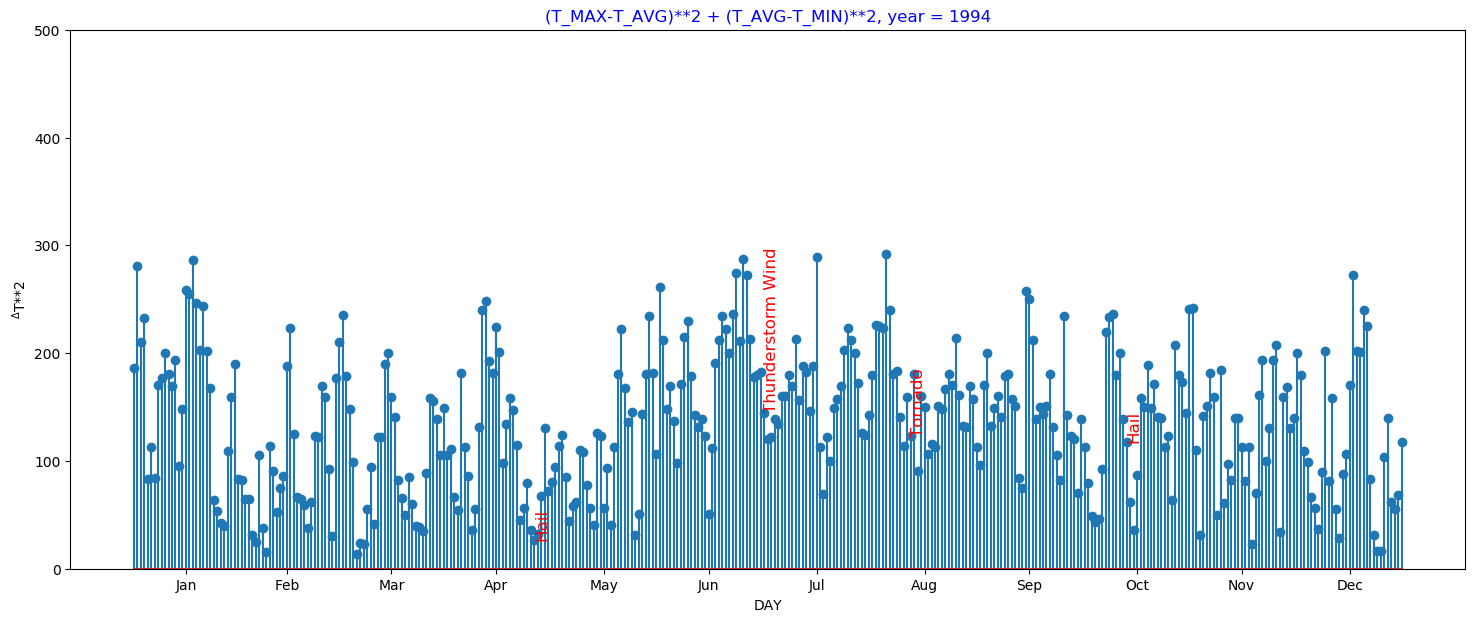 (T_MAX-T_AVG)**2 + (T_AVG-T_MIN)**2, year = 1994
500
400
300
200
100
0
ΔT**2
Hail
Thunderstorm Wind
Tornado
Hail
Jan Feb Mar Apr May Jun Jul Aug Sep Oct Nov Dec
DAY